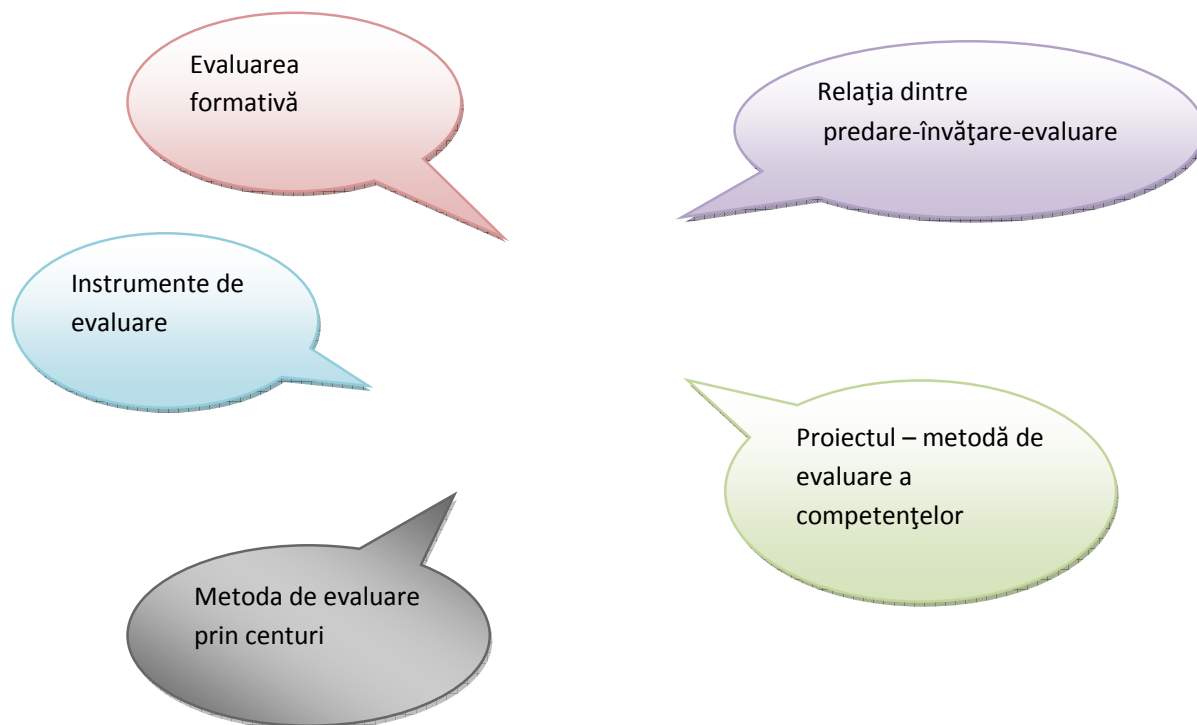 Evaluarea
formativă
Relaţia dintre
predare-învăţare-evaluare
Instrumente de
evaluare
Proiectul – metodă de
evaluare a
competenţelor
Metoda de evaluare
prin centuri